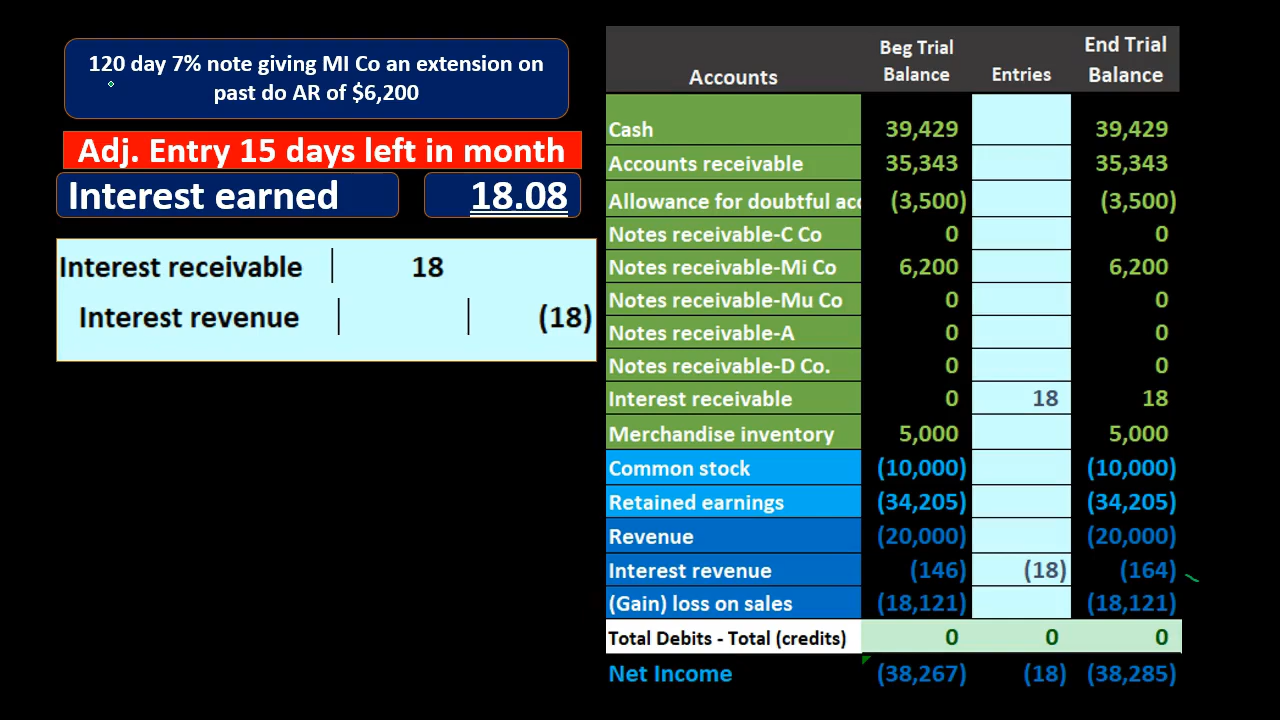 120 day 7% note giving MI Co an extension on
past do AR of $6,200
Adj. Entry 15 days left in month
Interest earned 18.08
Interest receivable 18
Interest revenue (18)
Accounts Beg Trial Balance Entries End Trial Balance
Cash 39,429 39,429
Accounts receivable 35,343 35,343
Allowance for doubtful acc (3,500) (3,500)
Notes receivable-C Co 0 0
Notes receivable-Mi Co 6,200 6,200
Notes receivable-Mu Co 0 0
Notes receivable-A 0 0
Notes receivable-D Co. 0 0
Interest receivable 0 18 18
Merchandise inventory 5,000 5,000
Common stock (10,000) (10,000)
Retained earnings (34,205) (34,205)
Revenue (20,000) (20,000)
Interest revenue (146) (18) (164)
(Gain) loss on sales (18,121) (18,121)
Total Debits - Total (credits) 0 0 0
Net Income (38,267) (18) (38,285)